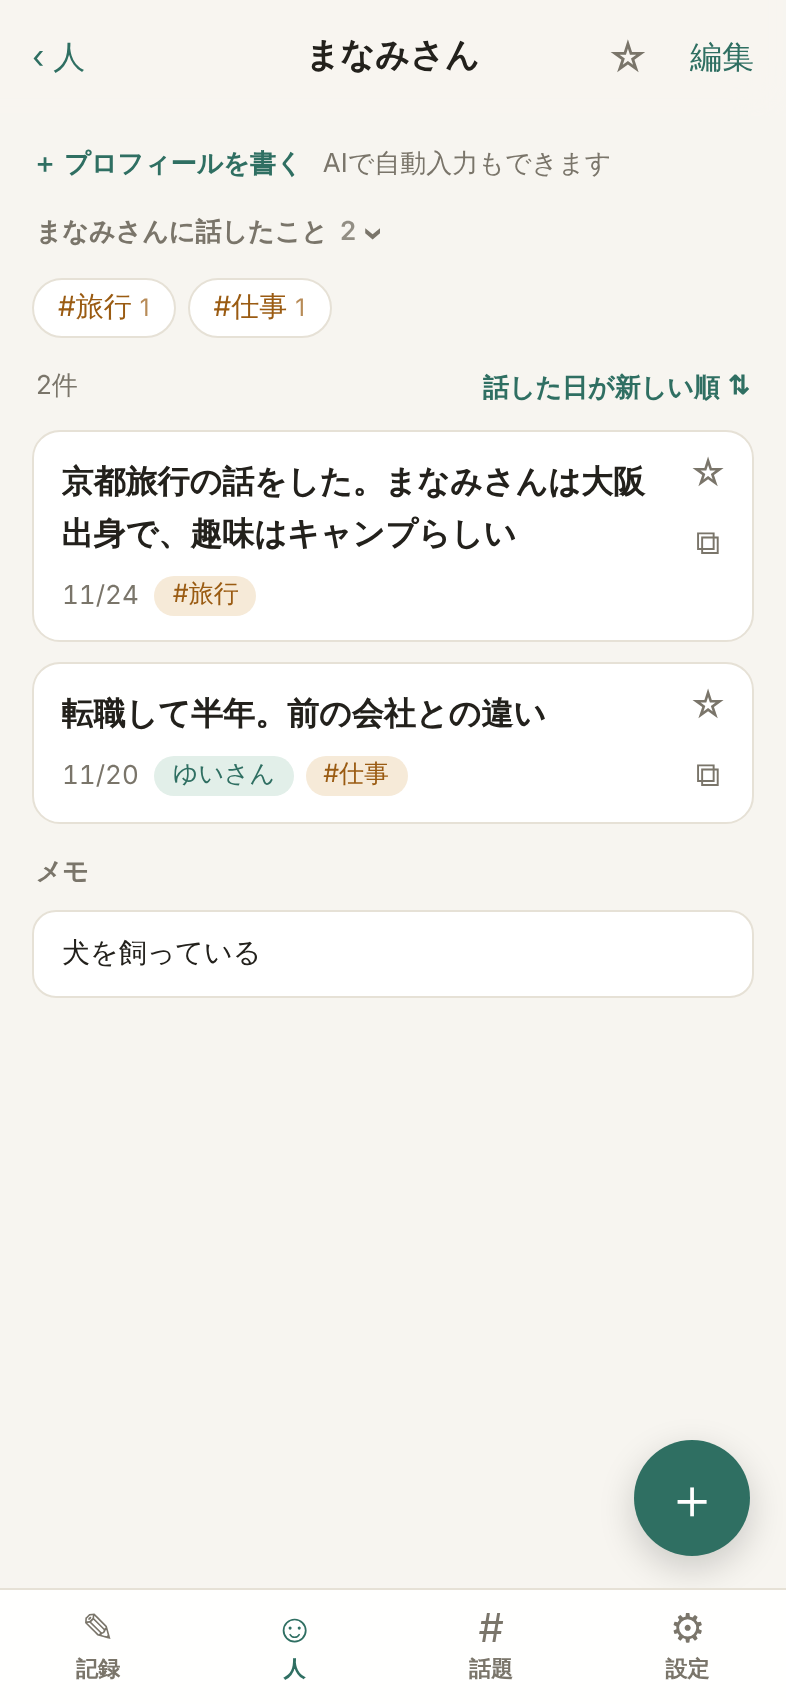 ‹ 人
まなみさん
☆
編集
+ プロフィールを書く AIで自動入力もできます
まなみさんに話したこと 2
#旅行 1
#仕事 1
2件
話した日が新しい順 ⇅
京都旅行の話をした。まなみさんは大阪
出身で、趣味はキャンプらしい
11/24 #旅行
転職して半年。前の会社との違い
11/20 ゆいさん #仕事
メモ
犬を飼っている
+
記録
人
#
話題
設定